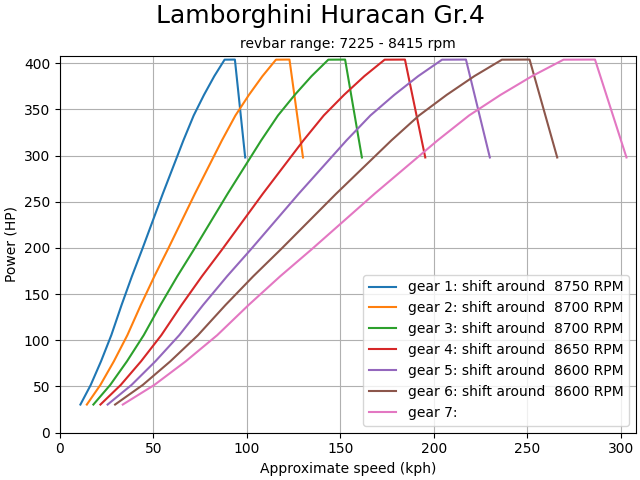 Lamborghini Huracan Gr.4
revbar range: 7225 - 8415 rpm
400
350
300
250
200
150
100
50
0
Power (HP)
gear 1: shift around  8750 RPM
gear 2: shift around  8700 RPM
gear 3: shift around  8700 RPM
gear 4: shift around  8650 RPM
gear 5: shift around  8600 RPM
gear 6: shift around  8600 RPM
gear 7:
0 50 100 150 200 250 300
Approximate speed (kph)